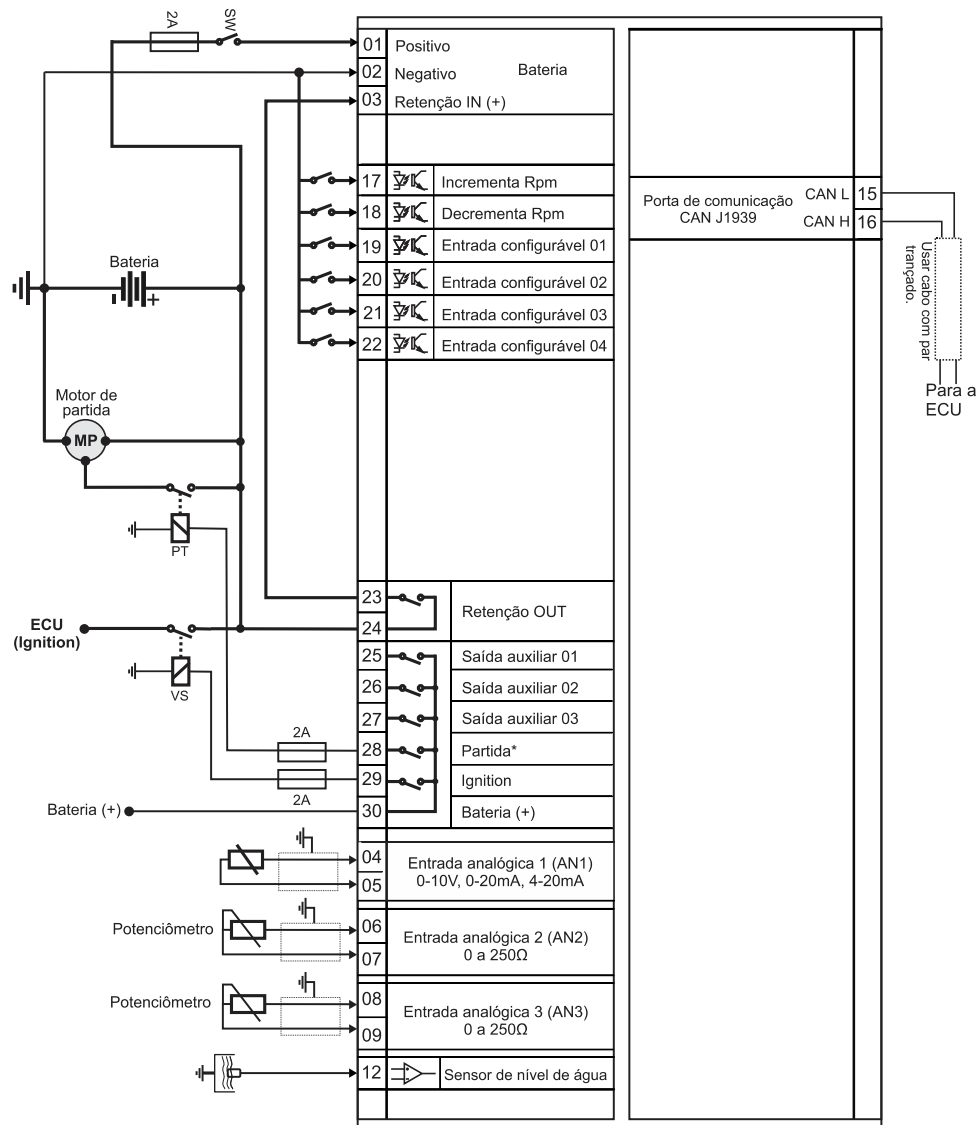 2A
SW
01 Positivo
02 Negativo
Bateria
03 Retenção IN (+)
17 Incrementa Rpm
18 Decrementa Rpm
19 Entrada configurável 01
20 Entrada configurável 02
21 Entrada configurável 03
22 Entrada configurável 04
Porta de comunicação
CAN J1939
CAN L 15
CAN H 16
Usar cabo com par
trançado.
Para a
ECU
Bateria
- +
Motor de
partida
MP
PT
ECU
(Ignition)
VS
23
24
Retenção OUT
25 Saída auxiliar 01
26 Saída auxiliar 02
27 Saída auxiliar 03
2A
28 Partida*
29 Ignition
2A
Bateria (+)
30 Bateria (+)
04
05
Entrada analógica 1 (AN1)
0-10V, 0-20mA, 4-20mA
Potenciômetro
06
07
Entrada analógica 2 (AN2)
0 a 250Ω
Potenciômetro
08
09
Entrada analógica 3 (AN3)
0 a 250Ω
12 Sensor de nível de água